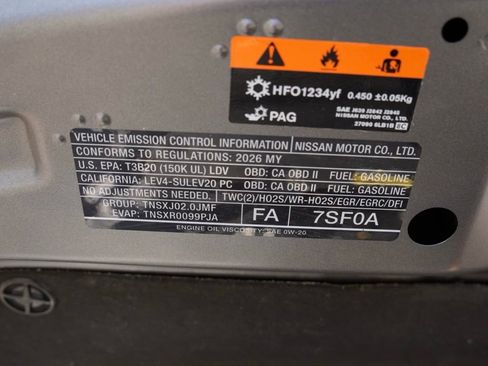 HFO1234yf 0.450 ±0.05Kg
PAG
SAE J639 J2842 J2845
NISSAN MOTOR CO., LTD.
27090 6LB1B EC
VEHICLE EMISSION CONTROL INFORMATION NISSAN MOTOR CO., LTD.
CONFORMS TO REGULATIONS: 2026 MY
U.S. EPA: T3B20 (150K UL) LDV OBD: CA OBD II FUEL: GASOLINE
CALIFORNIA: LEV4-SULEV20 PC OBD: CA OBD II FUEL: GASOLINE
NO ADJUSTMENTS NEEDED. TWC(2)/HO2S/WR-HO2S/EGR/EGRC/DFI
GROUP: TNSXJ02.0JMF
EVAP: TNSXR0099PJA FA 7SF0A
ENGINE OIL VISCOSITY: SAE 0W-20